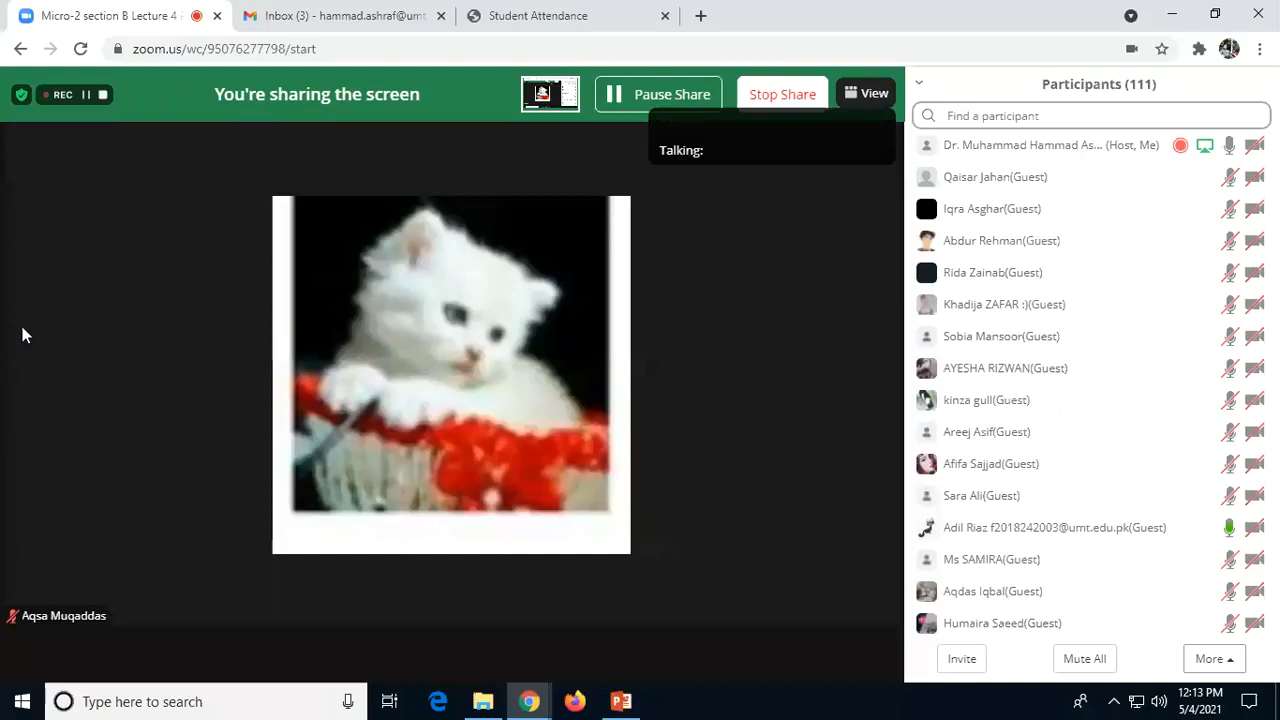 Micro-2 section B Lecture 4
Inbox (3) - hammad.ashraf@umt
Student Attendance
zoom.us/wc/95076277798/start
REC
You're sharing the screen
Pause Share
Stop Share
View
Talking:
Aqsa Muqaddas
Participants (111)
Find a participant
Dr. Muhammad Hammad As... (Host, Me)
Qaisar Jahan(Guest)
Iqra Asghar(Guest)
Abdur Rehman(Guest)
Rida Zainab(Guest)
Khadija ZAFAR :)(Guest)
Sobia Mansoor(Guest)
AYESHA RIZWAN(Guest)
kinza gull(Guest)
Areej Asif(Guest)
Afifa Sajjad(Guest)
Sara Ali(Guest)
Adil Riaz f2018242003@umt.edu.pk(Guest)
Ms SAMIRA(Guest)
Aqdas Iqbal(Guest)
Humaira Saeed(Guest)
Invite
Mute All
More
Type here to search
12:13 PM
5/4/2021